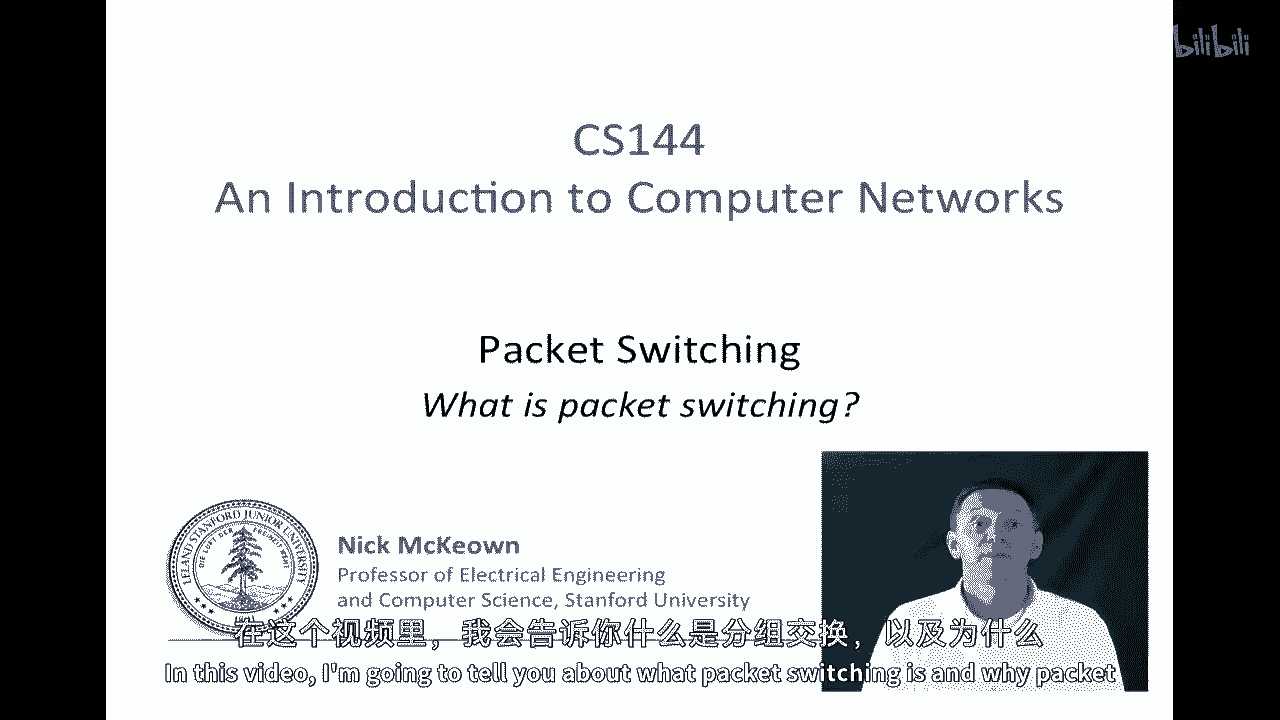 bilibili
CS144
An Introduction to Computer Networks
Packet Switching
What is packet switching?
LELAND STANFORD JUNIOR UNIVERSITY
DIE LUFT DER FREIHEIT WEHT
Nick McKeown
Professor of Electrical Engineering
and Computer Science, Stanford University
在这个视频里，我会告诉你什么是分组交换，以及为什么
In this video, I'm going to tell you about what packet switching is and why packet